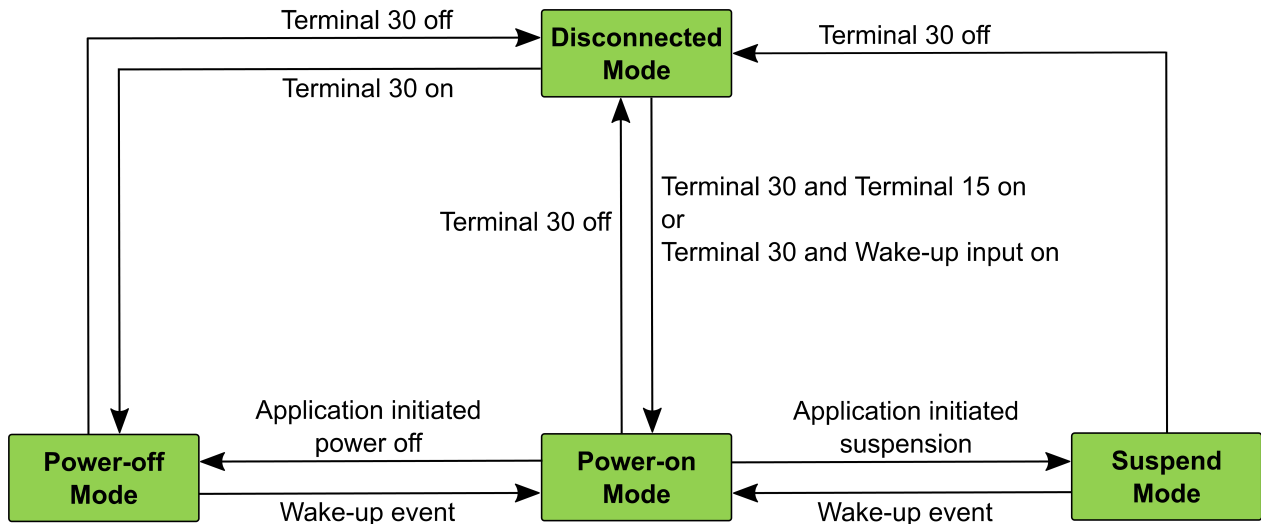 Terminal 30 off
Disconnected
Mode
Terminal 30 off
Terminal 30 on
Terminal 30 off
Terminal 30 and Terminal 15 on
or
Terminal 30 and Wake-up input on
Application initiated
power off
Application initiated
suspension
Power-off
Mode
Power-on
Mode
Suspend
Mode
Wake-up event
Wake-up event